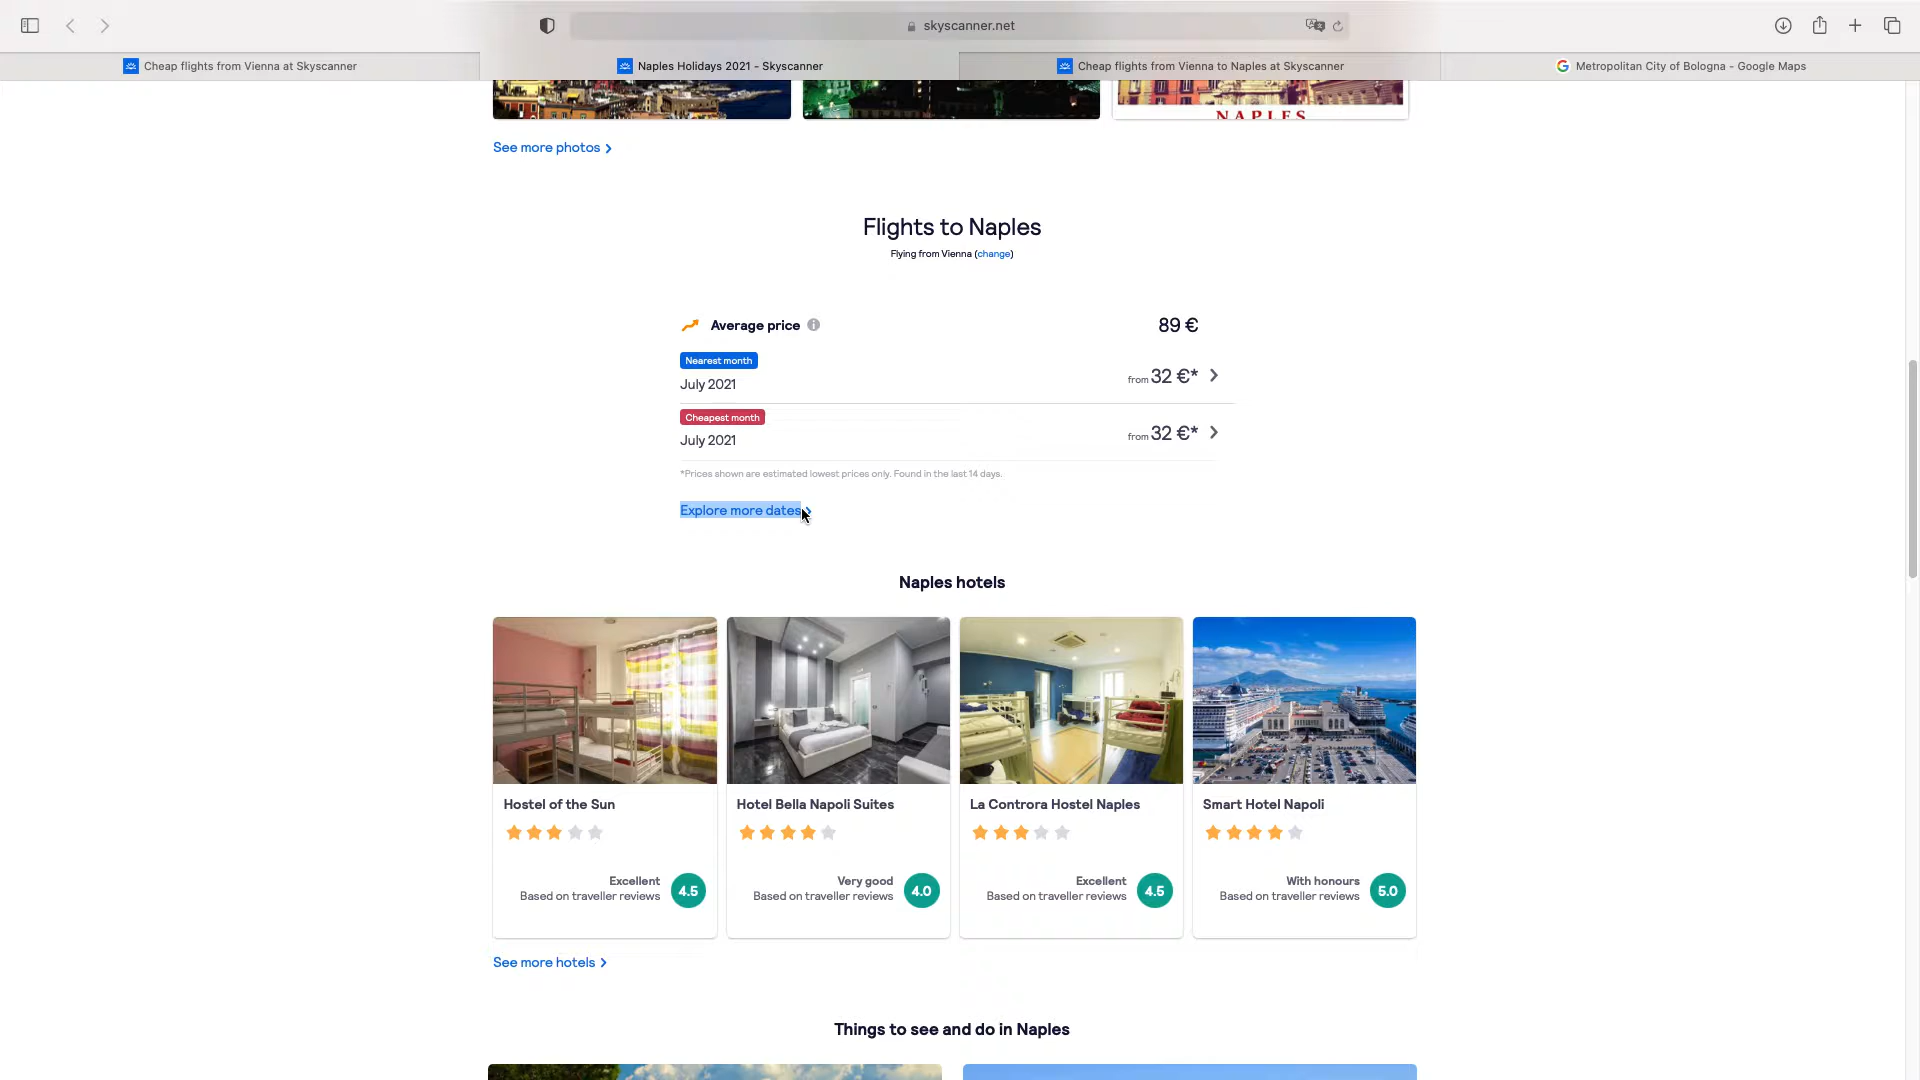 skyscanner.net
Cheap flights from Vienna at Skyscanner
Naples Holidays 2021 - Skyscanner
Cheap flights from Vienna to Naples at Skyscanner
Metropolitan City of Bologna - Google Maps
NAPLES
See more photos
Flights to Naples
Flying from Vienna (change)
Average price
89 €
Nearest month
July 2021
from 32 €*
Cheapest month
July 2021
from 32 €*
*Prices shown are estimated lowest prices only. Found in the last 14 days.
Explore more dates
Naples hotels
Hostel of the Sun
Excellent
Based on traveller reviews
4.5
Hotel Bella Napoli Suites
Very good
Based on traveller reviews
4.0
La Controra Hostel Naples
Excellent
Based on traveller reviews
4.5
Smart Hotel Napoli
With honours
Based on traveller reviews
5.0
See more hotels
Things to see and do in Naples